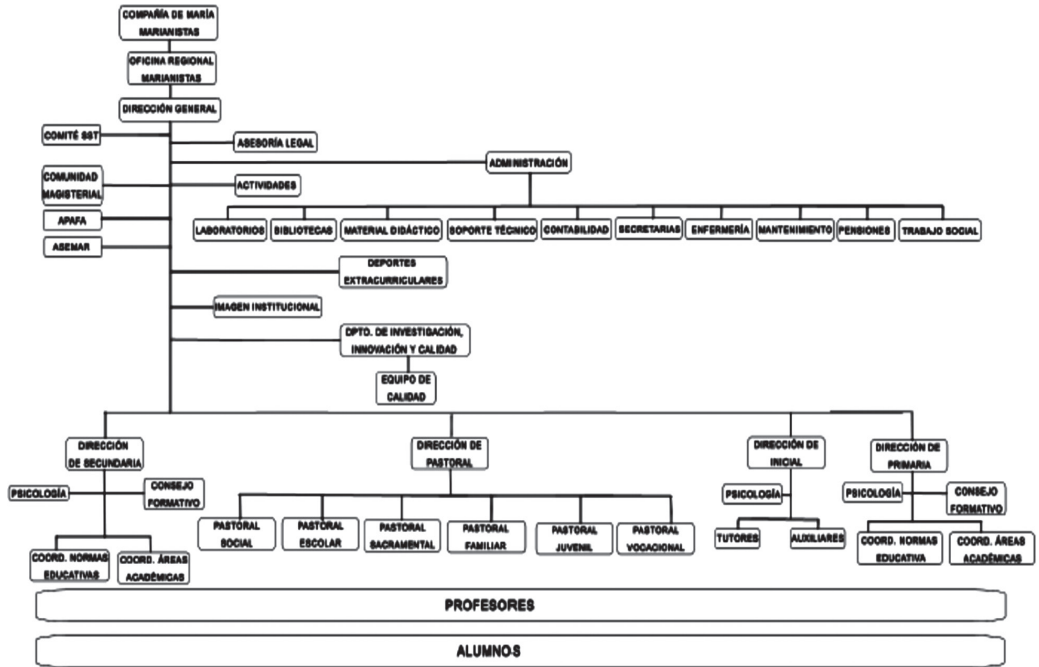 COMPAÑÍA DE MARÍA
MARIANISTAS
OFICINA REGIONAL
MARIANISTAS
DIRECCIÓN GENERAL
COMITÉ SST
ASESORÍA LEGAL
ADMINISTRACIÓN
COMUNIDAD
MAGISTERIAL
ACTIVIDADES
APAFA
LABORATORIOS
BIBLIOTECAS
MATERIAL DIDÁCTICO
SOPORTE TÉCNICO
CONTABILIDAD
SECRETARIAS
ENFERMERÍA
MANTENIMIENTO
PENSIONES
TRABAJO SOCIAL
ASEMAR
DEPORTES
EXTRACURRICULARES
IMAGEN INSTITUCIONAL
DPTO. DE INVESTIGACIÓN,
INNOVACIÓN Y CALIDAD
EQUIPO DE
CALIDAD
DIRECCIÓN
DE SECUNDARIA
DIRECCIÓN DE
PASTORAL
DIRECCIÓN DE
INICIAL
DIRECCIÓN DE
PRIMARIA
PSICOLOGÍA
CONSEJO
FORMATIVO
PSICOLOGÍA
PSICOLOGÍA
CONSEJO
FORMATIVO
PASTORAL
SOCIAL
PASTORAL
ESCOLAR
PASTORAL
SACRAMENTAL
PASTORAL
FAMILIAR
PASTORAL
JUVENIL
PASTORAL
VOCACIONAL
TUTORES
AUXILIARES
COORD. NORMAS
EDUCATIVA
COORD. ÁREAS
ACADÉMICAS
COORD. NORMAS
EDUCATIVAS
COORD. ÁREAS
ACADÉMICAS
PROFESORES
ALUMNOS